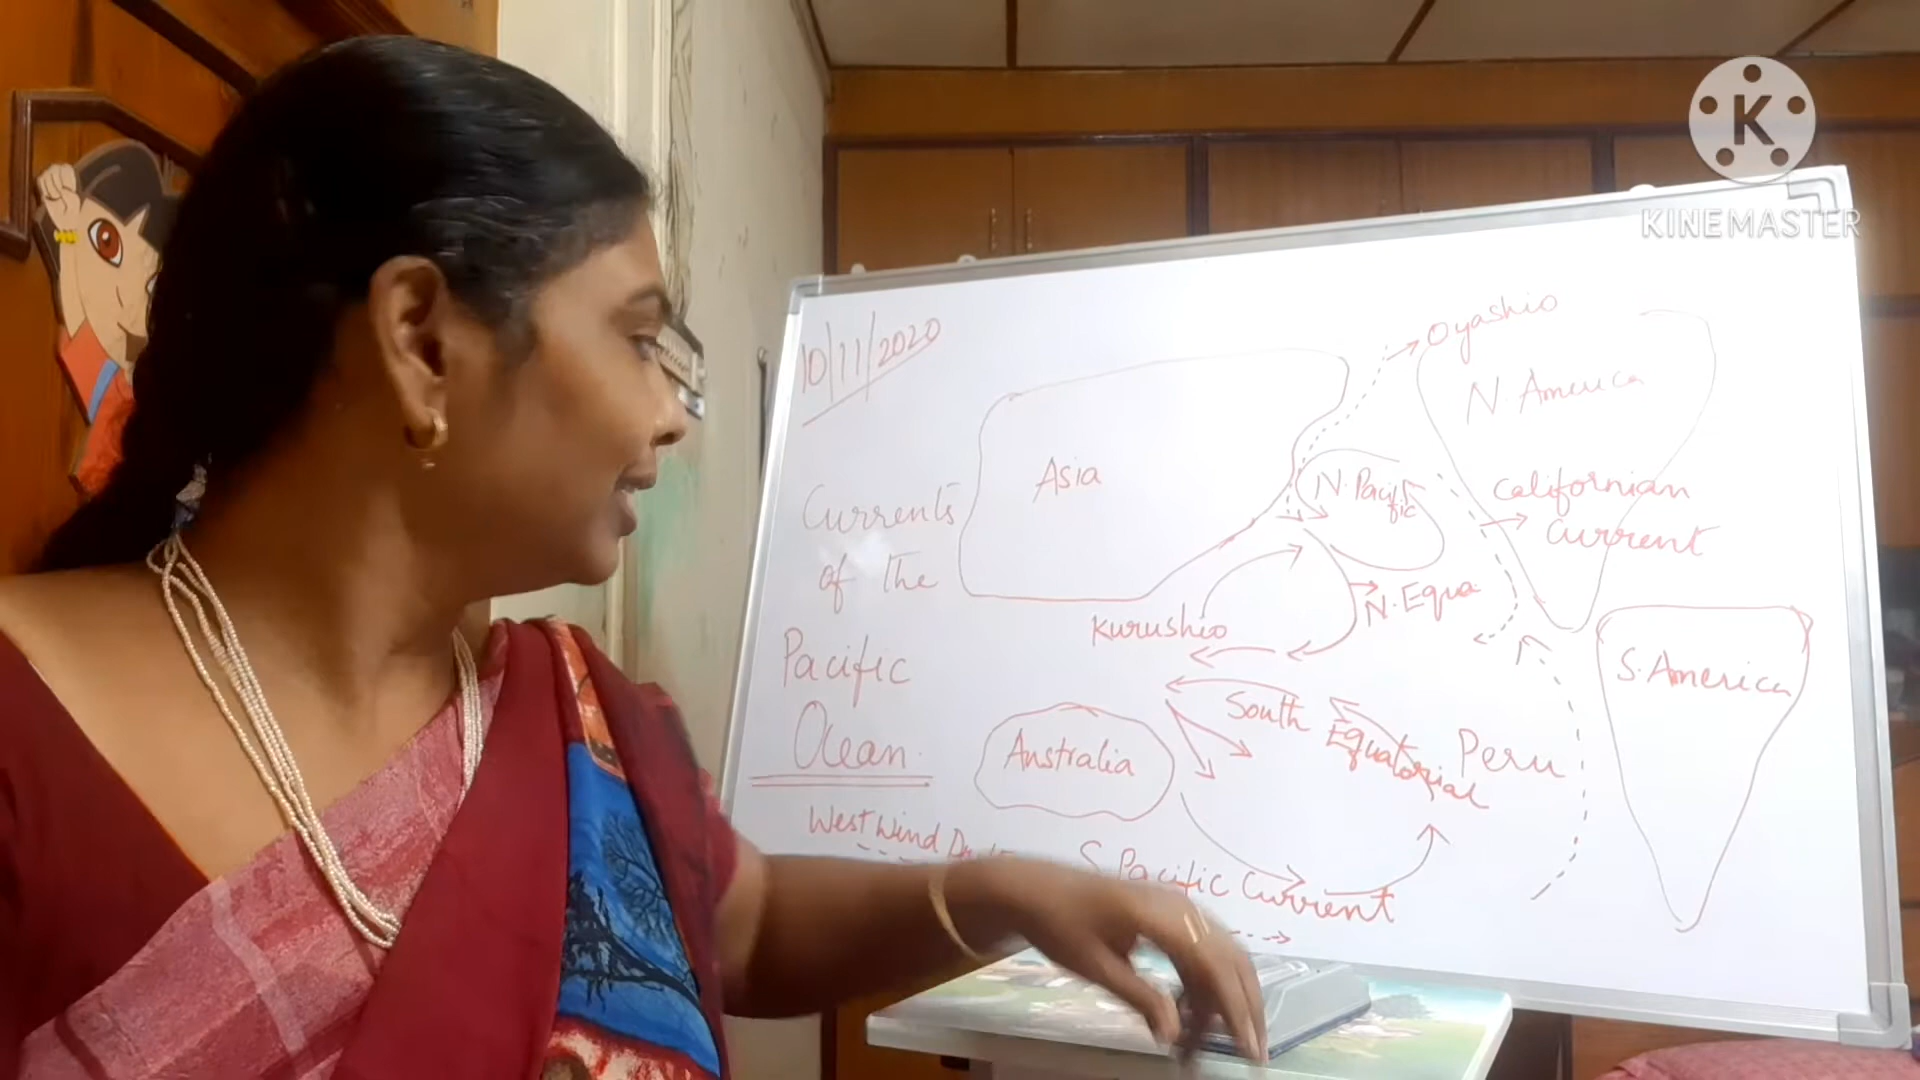 K
KINEMASTER
10/11/2020
Currents
of the
Pacific
Ocean.
West Wind
Asia
Oyashio
N. America
N. Pacific
Californian
Current
Kurushio
N. Equa.
S. America
South
Equatorial
Peru
Australia
S. Pacific Current